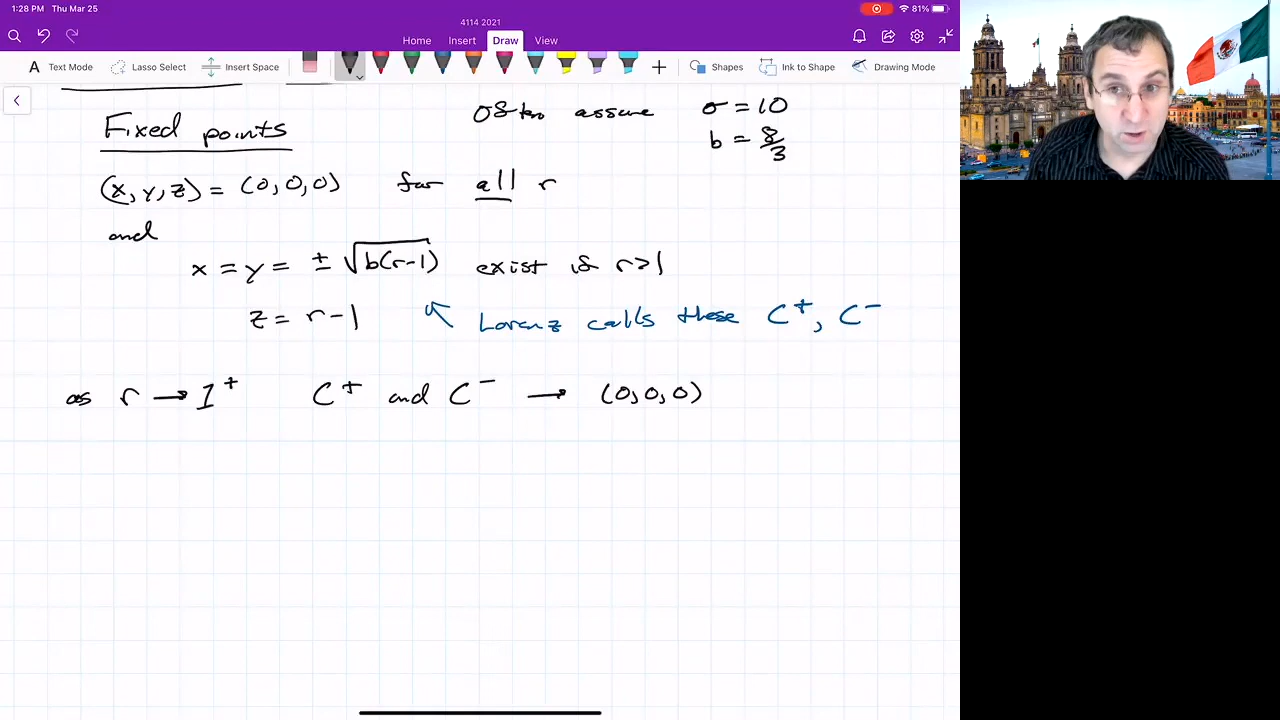 1:28 PM Thu Mar 25
81%
4114 2021
Home Insert Draw View
Text Mode Lasso Select Insert Space Shapes Ink to Shape Drawing Mode
Fixed points
often assume σ = 10
b = 8/3
(x, y, z) = (0, 0, 0) for all r
and
x = y = ± √b(r-1) exist if r>1
z = r - 1 Lorenz calls these C⁺, C⁻
as r → 1⁺ C⁺ and C⁻ → (0, 0, 0)